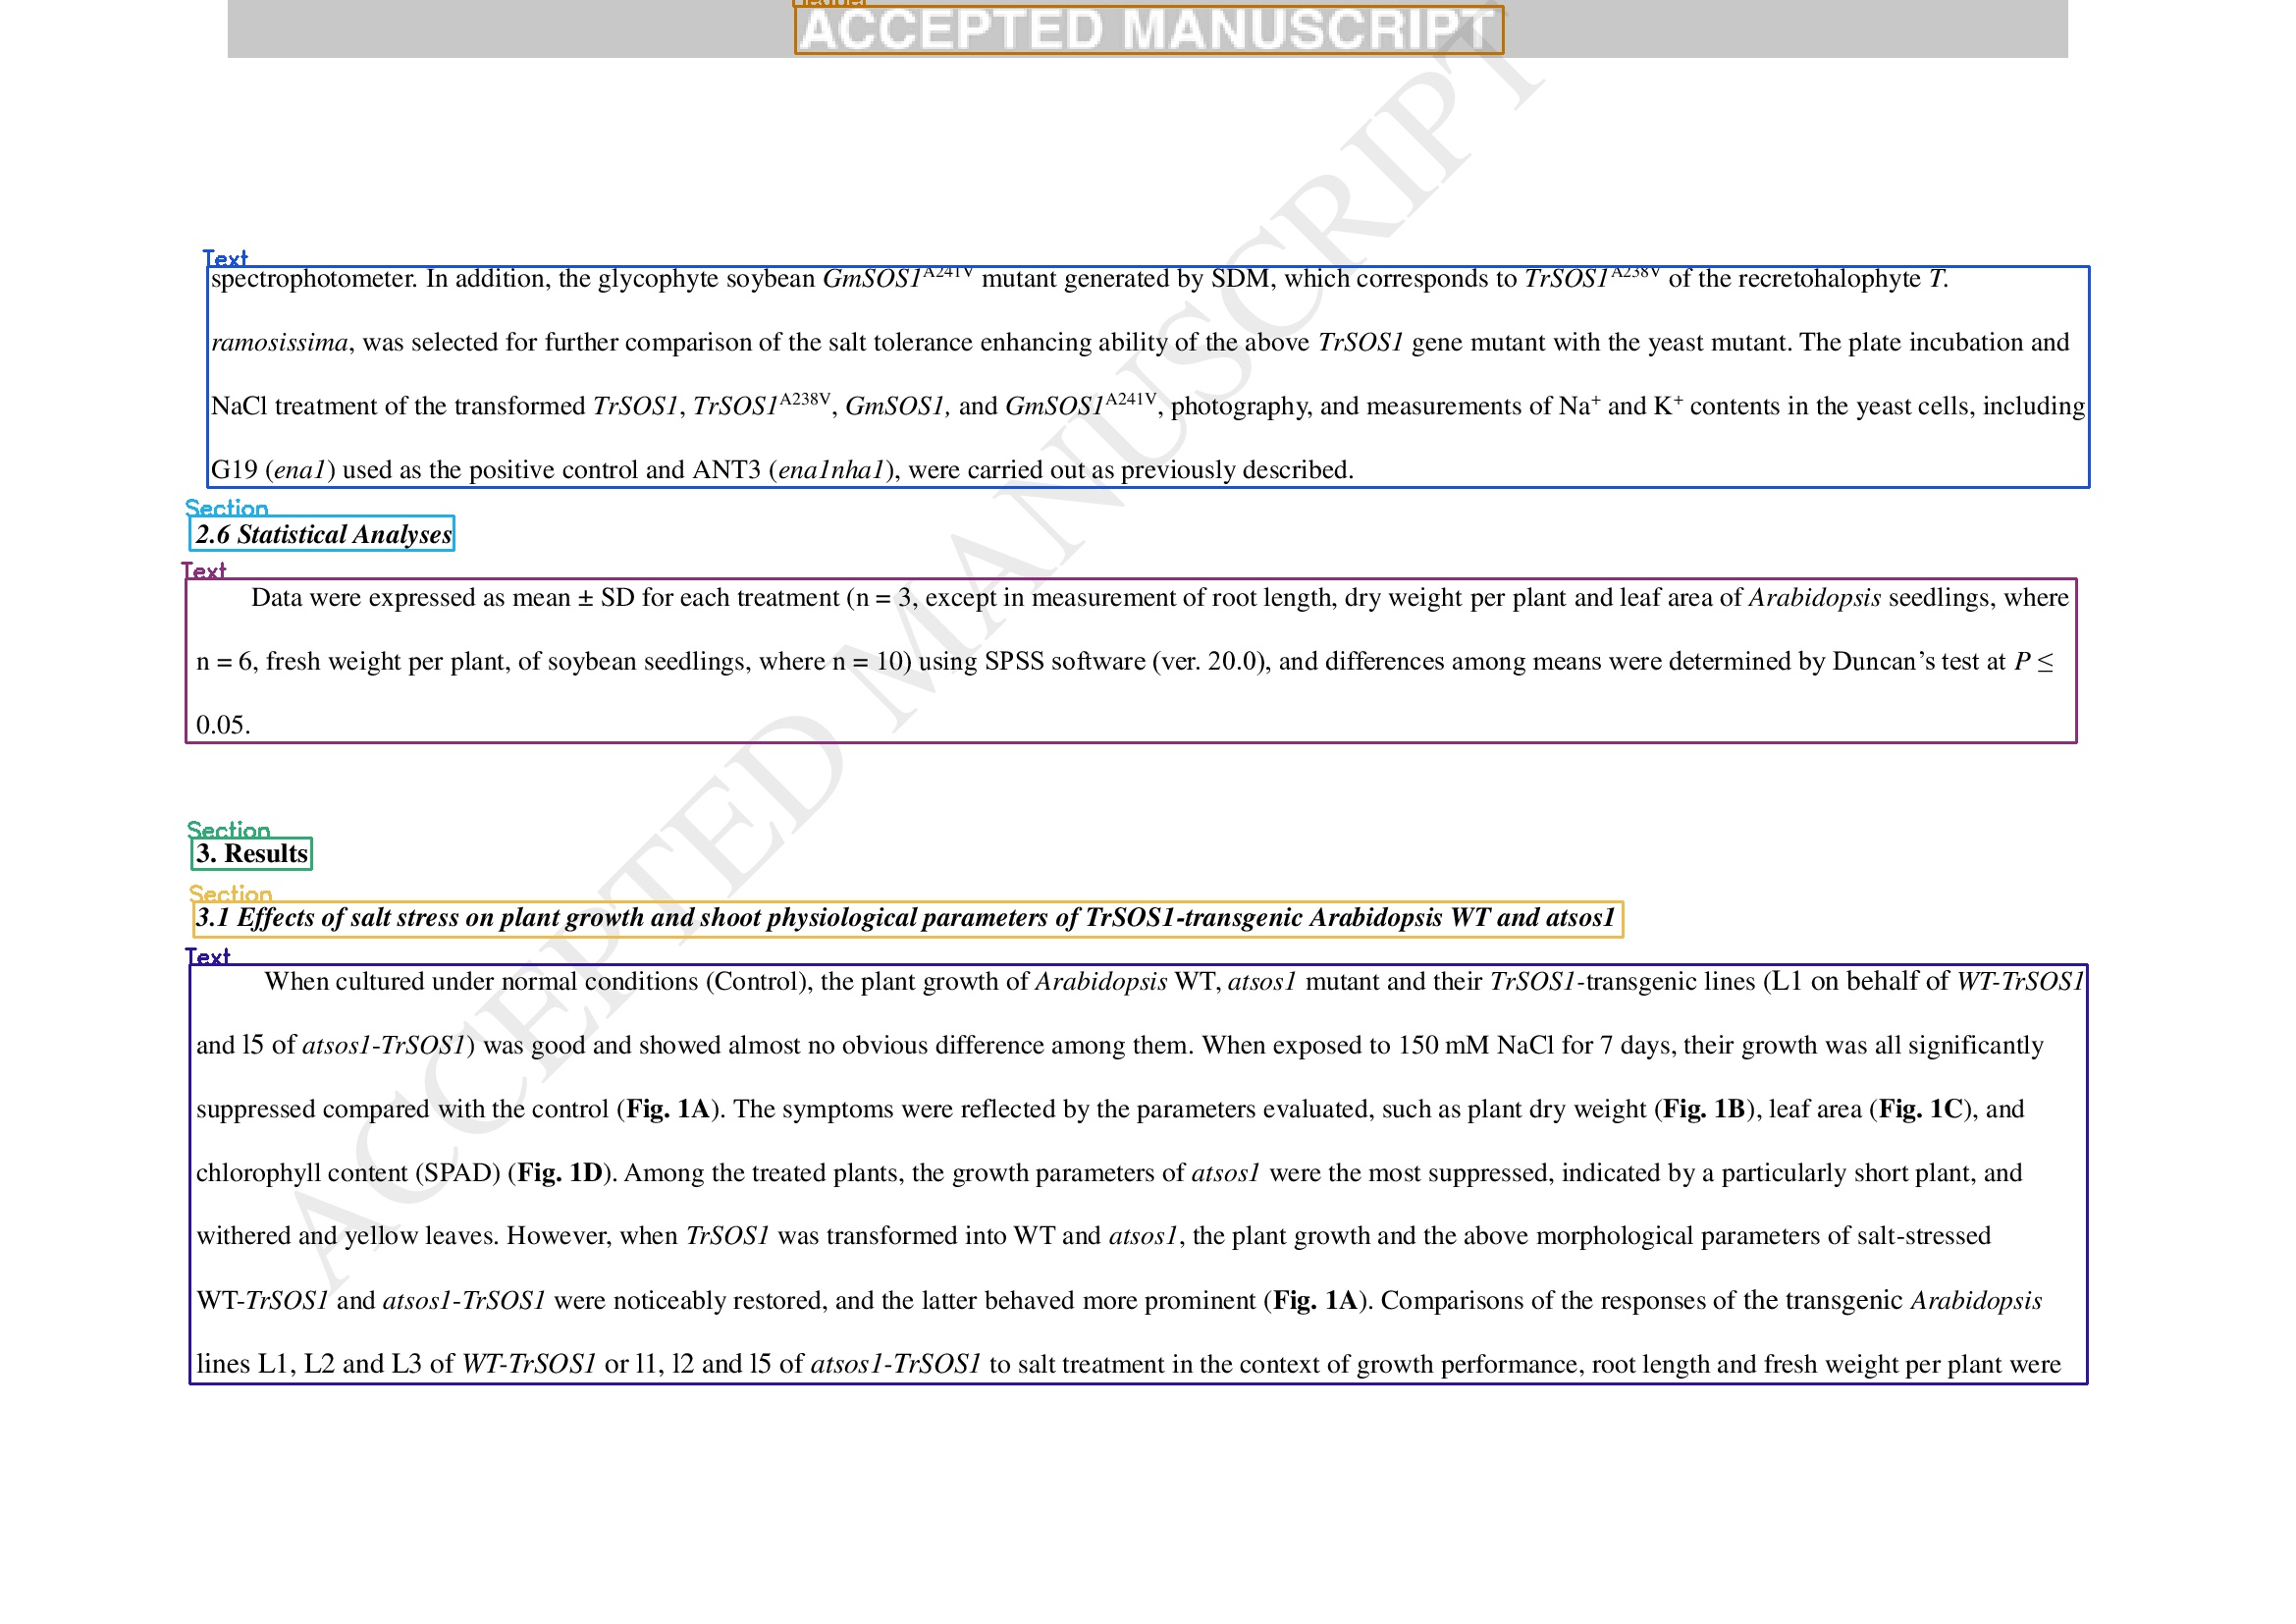 Header
ACCEPTED MANUSCRIPT
Text
spectrophotometer. In addition, the glycophyte soybean GmSOS1A241V mutant generated by SDM, which corresponds to TrSOS1A238V of the recretohalophyte T.
ramosissima, was selected for further comparison of the salt tolerance enhancing ability of the above TrSOS1 gene mutant with the yeast mutant. The plate incubation and
NaCl treatment of the transformed TrSOS1, TrSOS1A238V, GmSOS1, and GmSOS1A241V, photography, and measurements of Na+ and K+ contents in the yeast cells, including
G19 (ena1) used as the positive control and ANT3 (ena1nha1), were carried out as previously described.
Section
2.6 Statistical Analyses
Text
Data were expressed as mean ± SD for each treatment (n = 3, except in measurement of root length, dry weight per plant and leaf area of Arabidopsis seedlings, where
n = 6, fresh weight per plant, of soybean seedlings, where n = 10) using SPSS software (ver. 20.0), and differences among means were determined by Duncan’s test at P ≤
0.05.
Section
3. Results
Section
3.1 Effects of salt stress on plant growth and shoot physiological parameters of TrSOS1-transgenic Arabidopsis WT and atsos1
Text
When cultured under normal conditions (Control), the plant growth of Arabidopsis WT, atsos1 mutant and their TrSOS1-transgenic lines (L1 on behalf of WT-TrSOS1
and l5 of atsos1-TrSOS1) was good and showed almost no obvious difference among them. When exposed to 150 mM NaCl for 7 days, their growth was all significantly
suppressed compared with the control (Fig. 1A). The symptoms were reflected by the parameters evaluated, such as plant dry weight (Fig. 1B), leaf area (Fig. 1C), and
chlorophyll content (SPAD) (Fig. 1D). Among the treated plants, the growth parameters of atsos1 were the most suppressed, indicated by a particularly short plant, and
withered and yellow leaves. However, when TrSOS1 was transformed into WT and atsos1, the plant growth and the above morphological parameters of salt-stressed
WT-TrSOS1 and atsos1-TrSOS1 were noticeably restored, and the latter behaved more prominent (Fig. 1A). Comparisons of the responses of the transgenic Arabidopsis
lines L1, L2 and L3 of WT-TrSOS1 or l1, l2 and l5 of atsos1-TrSOS1 to salt treatment in the context of growth performance, root length and fresh weight per plant were
ACCEPTED MANUSCRIPT